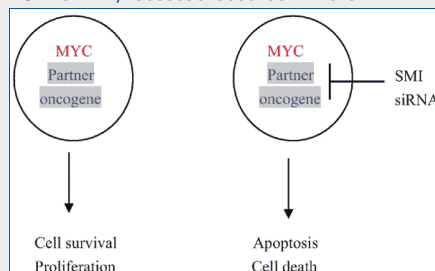 MYC
Partner
oncogene
MYC
Partner
oncogene
SMI
siRNA
Cell survival
Proliferation
Apoptosis
Cell death